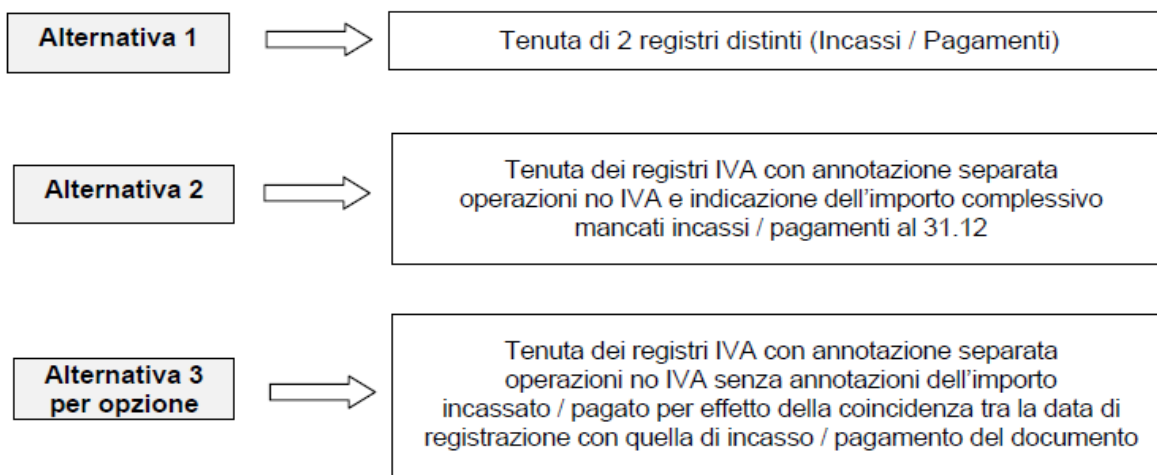 Alternativa 1
Tenuta di 2 registri distinti (Incassi / Pagamenti)
Alternativa 2
Tenuta dei registri IVA con annotazione separata
operazioni no IVA e indicazione dell'importo complessivo
mancati incassi / pagamenti al 31.12
Alternativa 3
per opzione
Tenuta dei registri IVA con annotazione separata
operazioni no IVA senza annotazioni dell'importo
incassato / pagato per effetto della coincidenza tra la data di
registrazione con quella di incasso / pagamento del documento